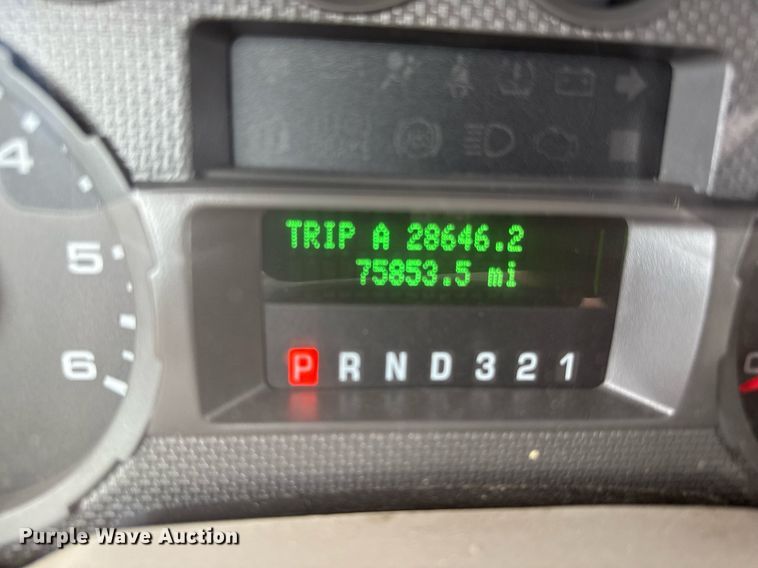 4
5
6
TRIP A 28646.2
75853.5 mi
P R N D 3 2 1
Purple Wave Auction